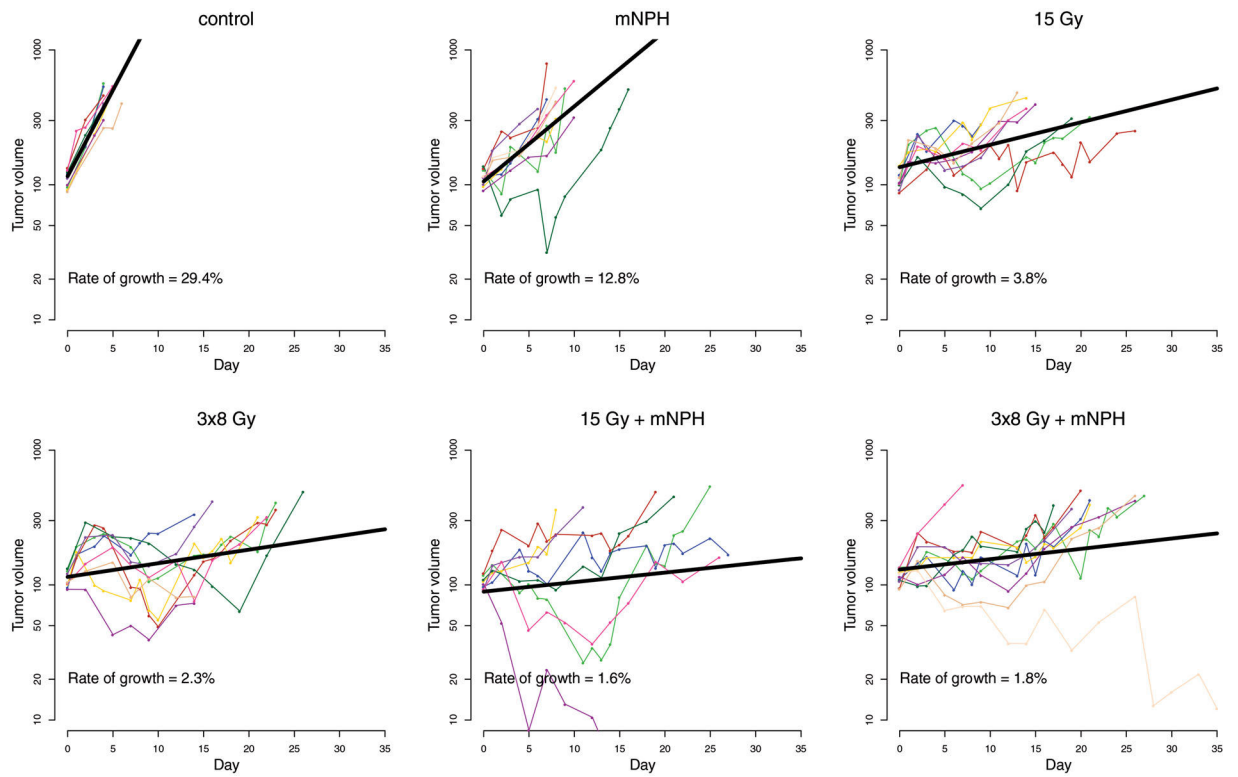 control
mNPH
15 Gy
Tumor volume
1000
300
100
50
20
10
Rate of growth = 29.4%
0 5 10 15 20 25 30 35
Day
Tumor volume
1000
300
100
50
20
10
Rate of growth = 12.8%
0 5 10 15 20 25 30 35
Day
Tumor volume
1000
300
100
50
20
10
Rate of growth = 3.8%
0 5 10 15 20 25 30 35
Day
3x8 Gy
15 Gy + mNPH
3x8 Gy + mNPH
Tumor volume
1000
300
100
50
20
10
Rate of growth = 2.3%
0 5 10 15 20 25 30 35
Day
Tumor volume
1000
300
100
50
20
10
Rate of growth = 1.6%
0 5 10 15 20 25 30 35
Day
Tumor volume
1000
300
100
50
20
10
Rate of growth = 1.8%
0 5 10 15 20 25 30 35
Day